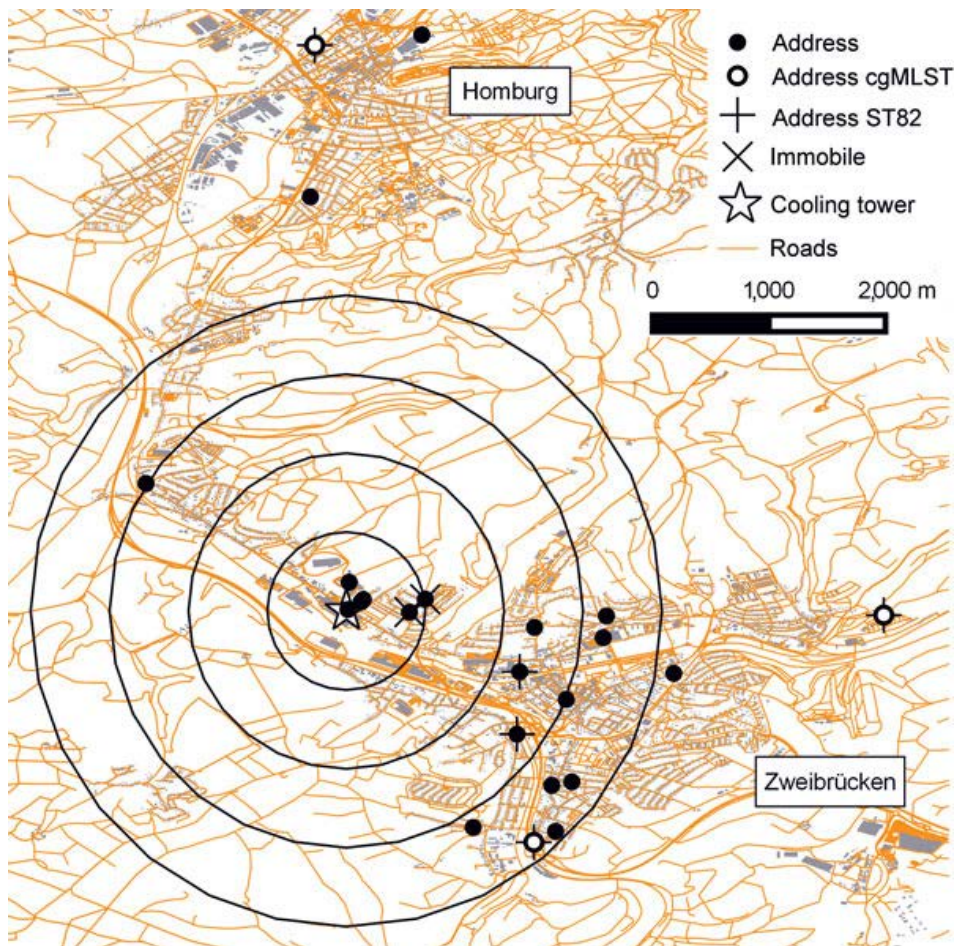 Homburg
Address
Address cgMLST
Address ST82
Immobile
Cooling tower
Roads
0 1,000 2,000 m
Zweibrücken